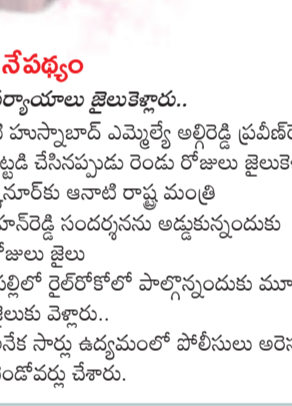 నేపథ్యం
ర్యాయాలు జైలుకెళ్లారు..
హుస్నాబాద్ ఎమ్మెల్యే అల్గిరెడ్డి ప్రవీణ్‌రె
ట్టడి చేసినప్పుడు రెండు రోజులు జైలుకె
నూర్‌కు ఆనాటి రాష్ట్ర మంత్రి
హన్‌రెడ్డి సందర్శనను అడ్డుకున్నందుకు
రోజులు జైలు
పల్లిలో రైల్‌రోకోలో పాల్గొన్నందుకు మూ
జైలుకు వెళ్లారు..
నేక సార్లు ఉద్యమంలో పోలీసులు అరెస
ండోవర్లు చేశారు.